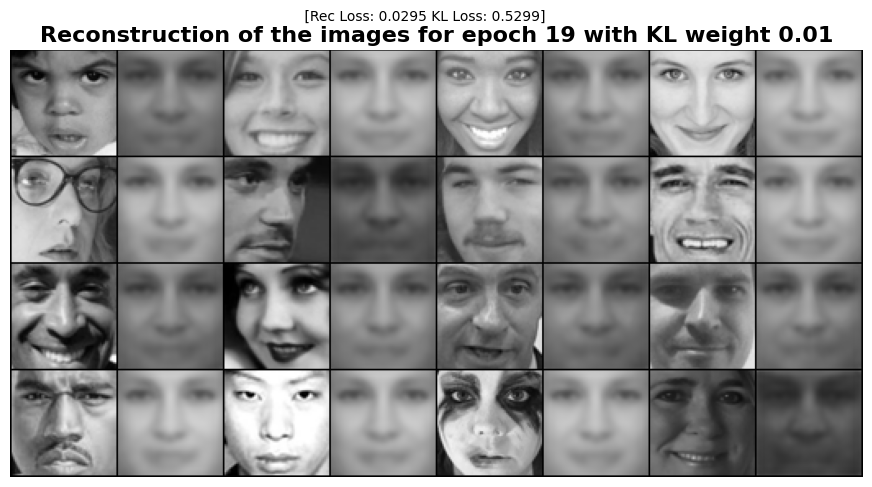 [Rec Loss: 0.0295 KL Loss: 0.5299]
Reconstruction of the images for epoch 19 with KL weight 0.01